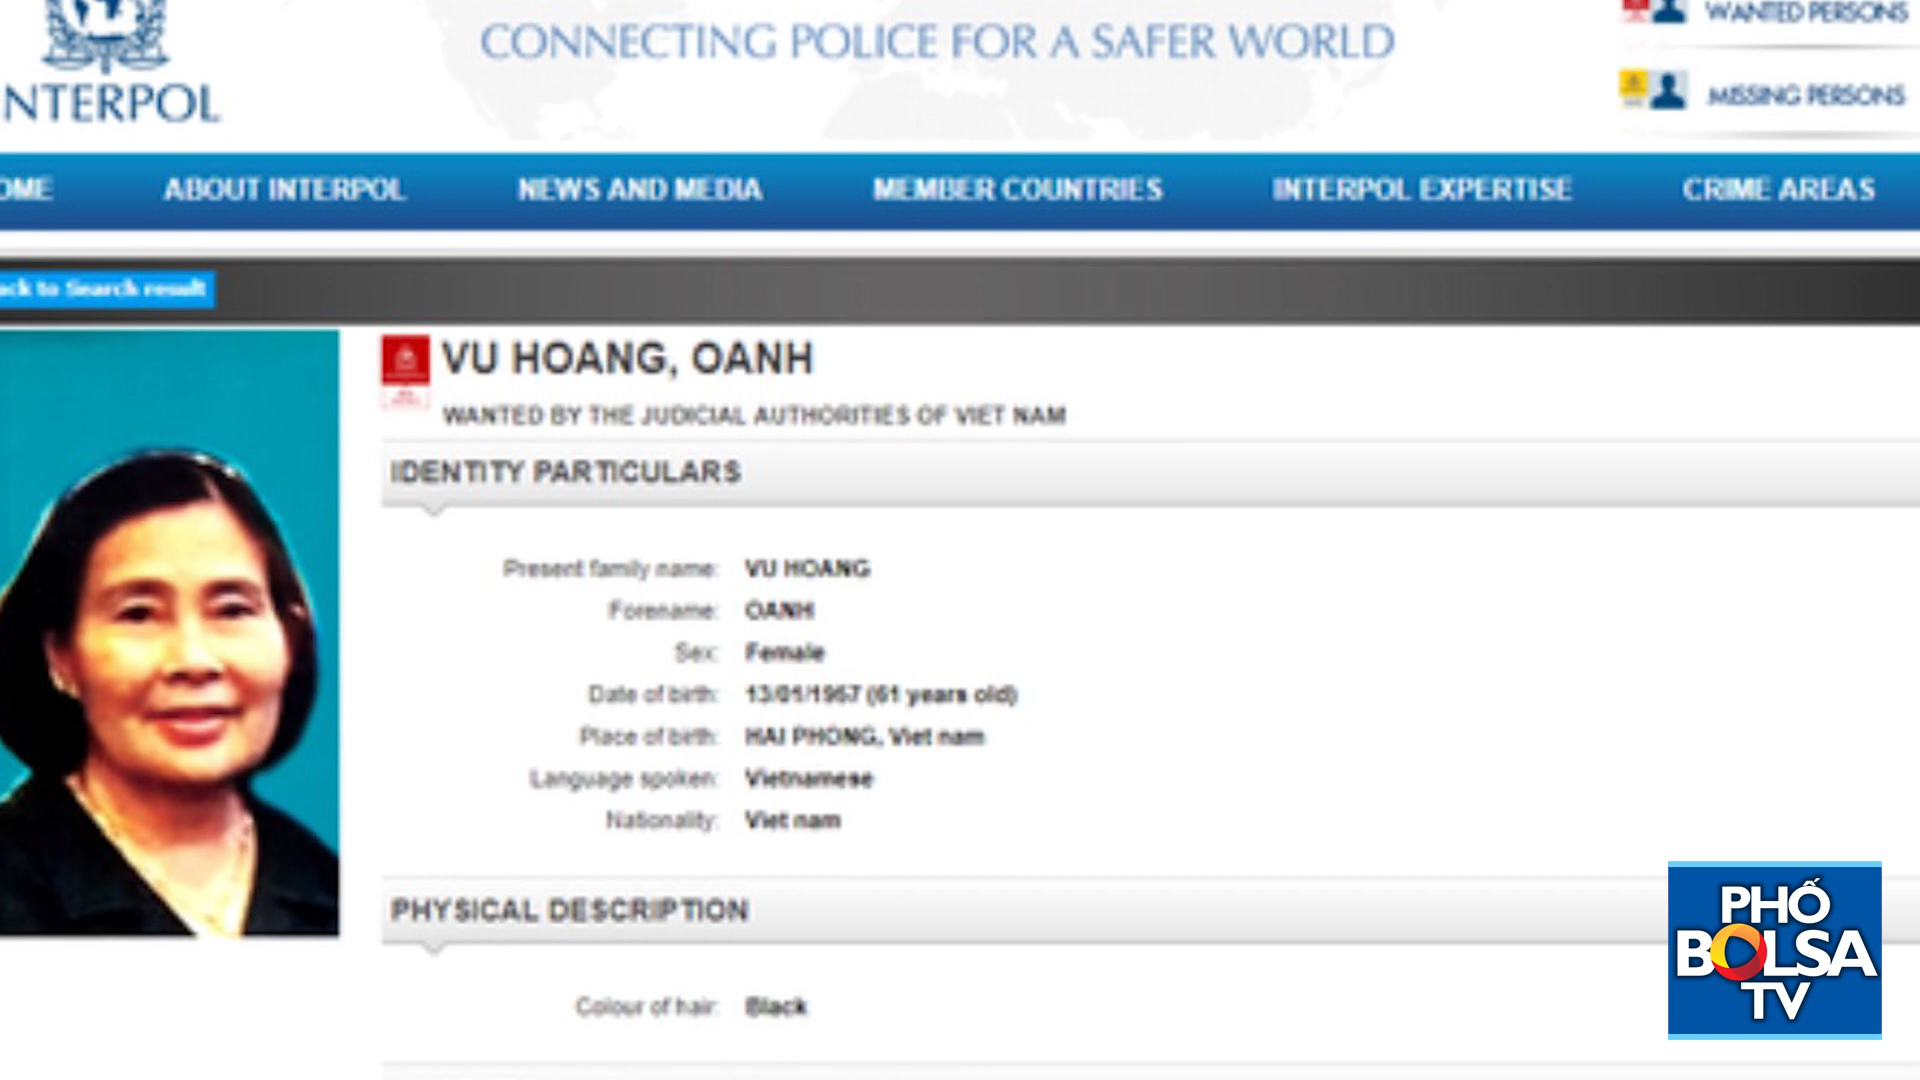 CONNECTING POLICE FOR A SAFER WORLD
WANTED PERSONS
MISSING PERSONS
NTERPOL
OME
ABOUT INTERPOL
NEWS AND MEDIA
MEMBER COUNTRIES
INTERPOL EXPERTISE
CRIME AREAS
ack to Search result
VU HOANG, OANH
WANTED BY THE JUDICIAL AUTHORITIES OF VIET NAM
IDENTITY PARTICULARS
Present family name: VU HOANG
Forename: OANH
Sex: Female
Date of birth: 13/01/1957 (61 years old)
Place of birth: HAI PHONG, Viet nam
Language spoken: Vietnamese
Nationality: Viet nam
PHYSICAL DESCRIPTION
Colour of hair: Black
PHỐ
BOLSA
TV